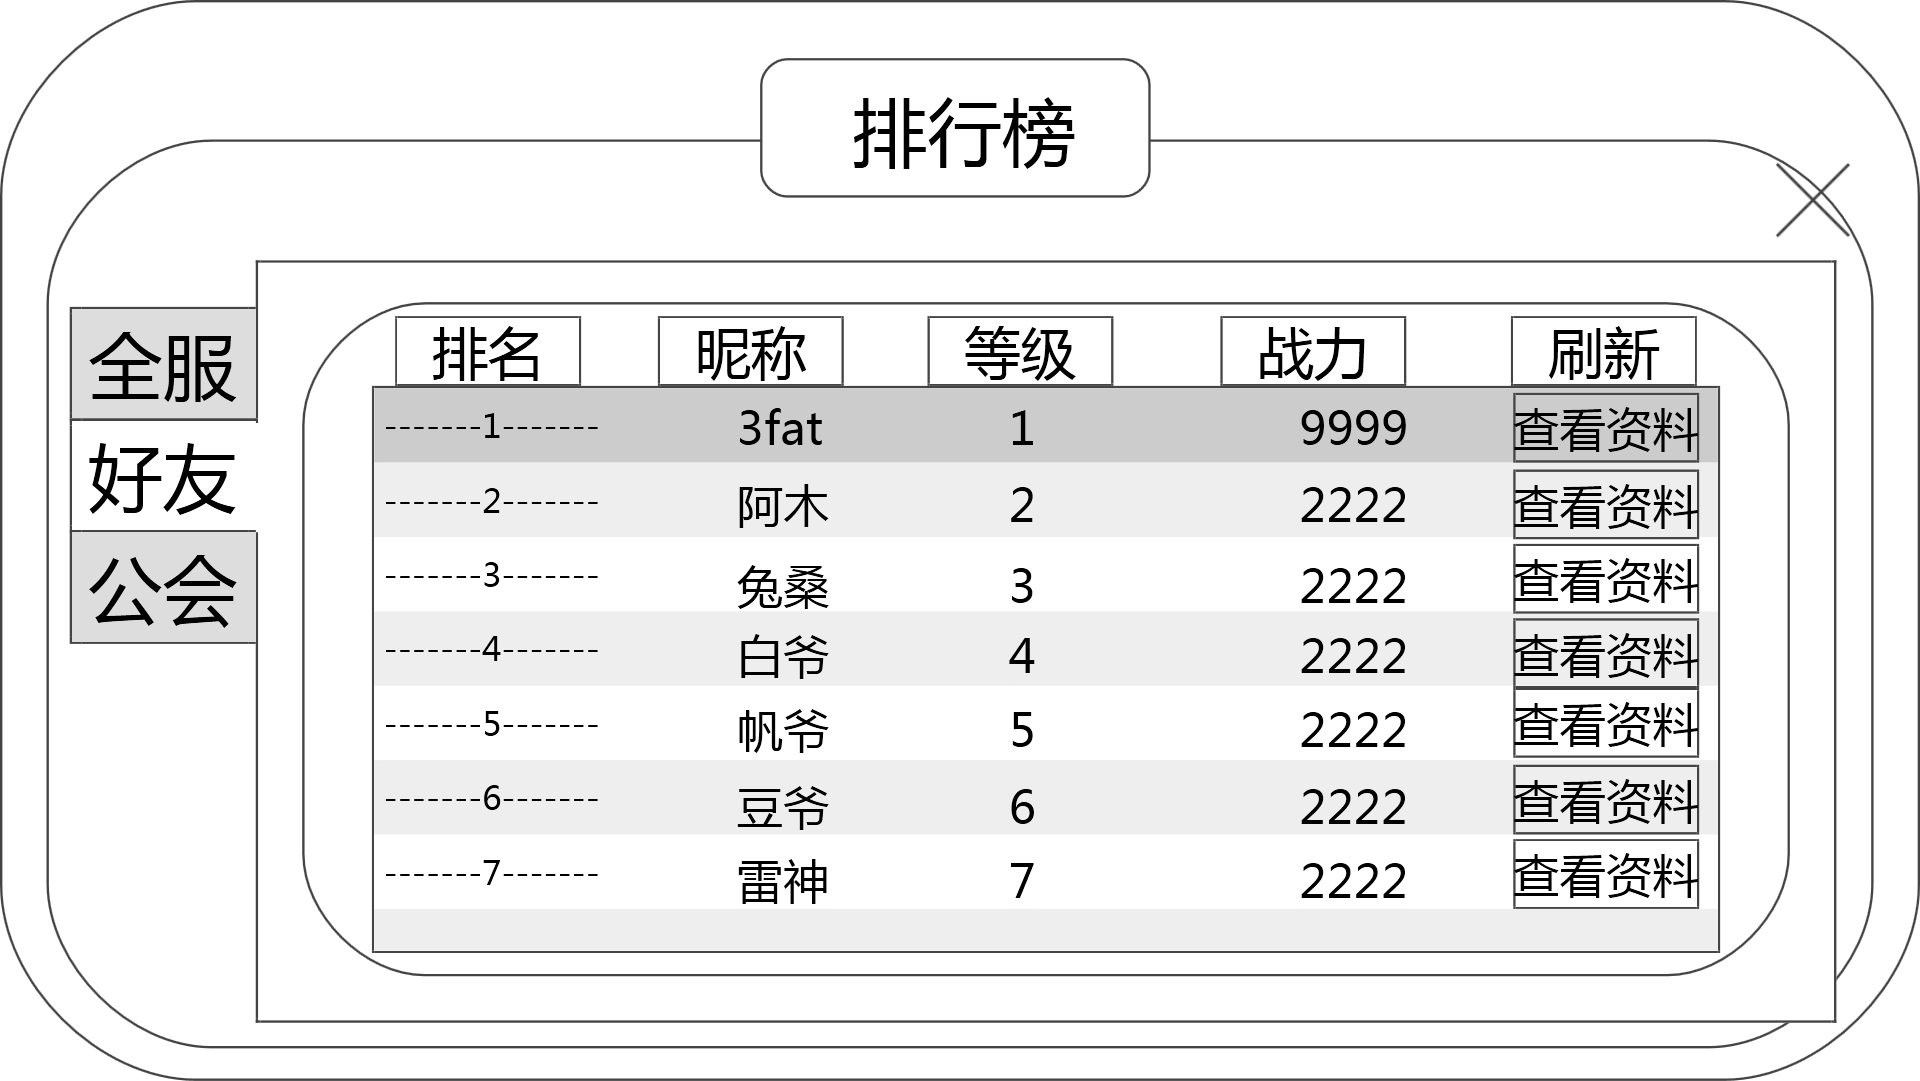 排行榜
全服
好友
公会
排名 昵称 等级 战力 刷新
-------1------- 3fat 1 9999 查看资料
-------2------- 阿木 2 2222 查看资料
-------3------- 兔桑 3 2222 查看资料
-------4------- 白爷 4 2222 查看资料
-------5------- 帆爷 5 2222 查看资料
-------6------- 豆爷 6 2222 查看资料
-------7------- 雷神 7 2222 查看资料